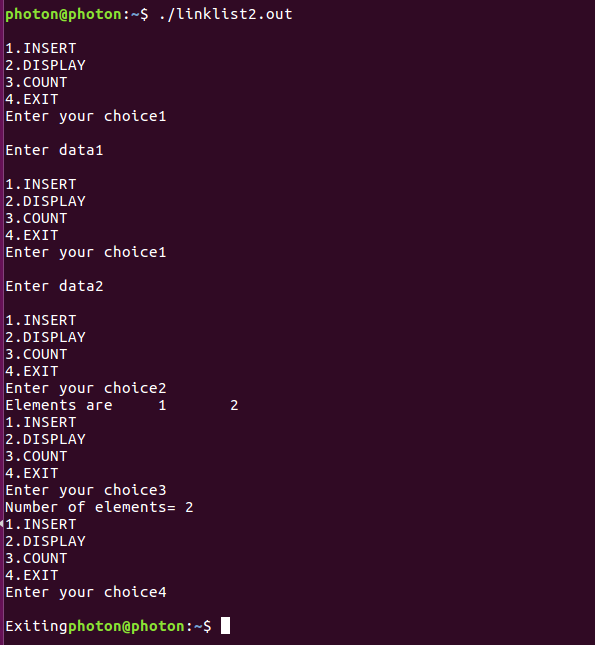 photon@photon:~$ ./linklist2.out
1.INSERT
2.DISPLAY
3.COUNT
4.EXIT
Enter your choice1
Enter data1
1.INSERT
2.DISPLAY
3.COUNT
4.EXIT
Enter your choice1
Enter data2
1.INSERT
2.DISPLAY
3.COUNT
4.EXIT
Enter your choice2
Elements are     1       2
1.INSERT
2.DISPLAY
3.COUNT
4.EXIT
Enter your choice3
Number of elements= 2
1.INSERT
2.DISPLAY
3.COUNT
4.EXIT
Enter your choice4
Exitingphoton@photon:~$